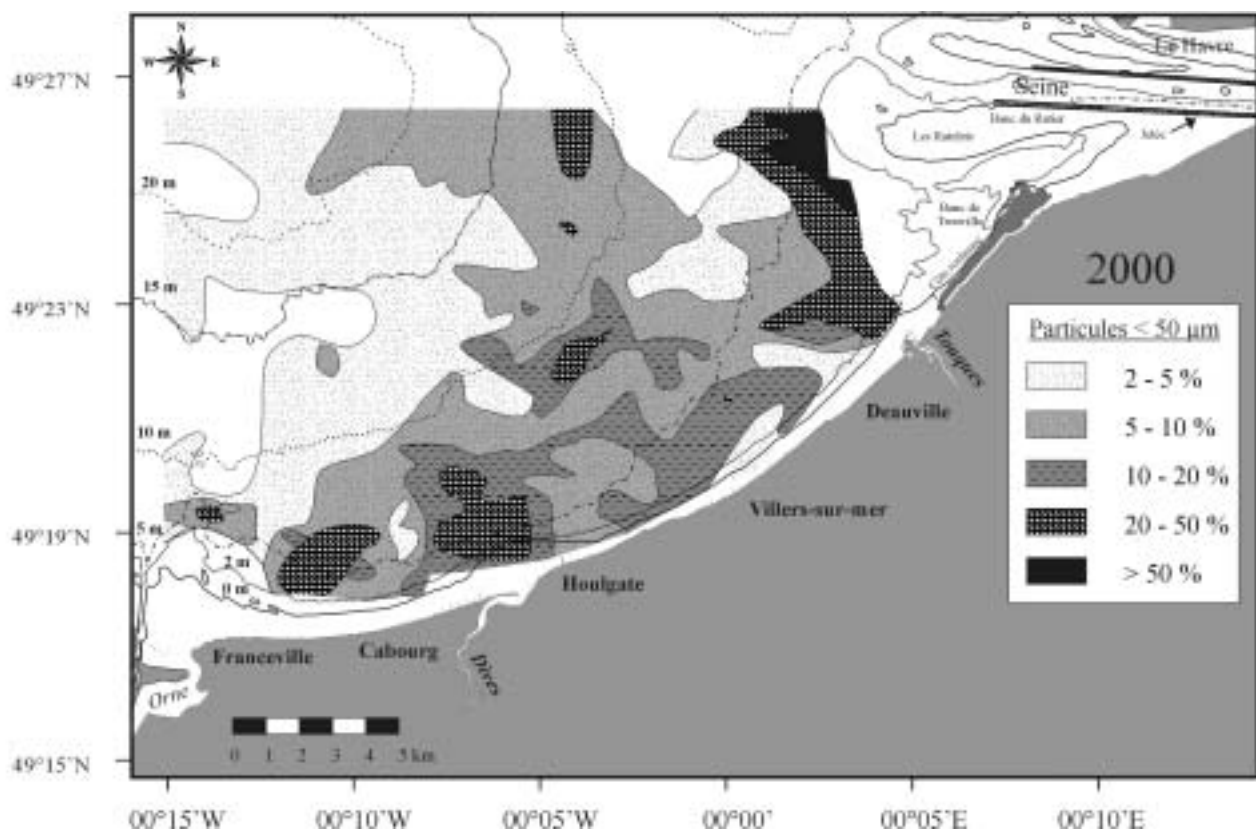 N
W E
S
Le Havre
49°27'N
Seine
Banc du Ratier
Les Ratelets
Jetée
20 m
Banc de
Trouville
2000
15 m
49°23'N
Particules < 50 µm
Touques
2 - 5 %
Deauville
5 - 10 %
10 m
10 - 20 %
Villers-sur-mer
20 - 50 %
5 m
49°19'N
2 m
> 50 %
0 m
Houlgate
Franceville
Cabourg
Dives
Orne
0 1 2 3 4 5 km
49°15'N
00°15'W 00°10'W 00°05'W 00°00' 00°05'E 00°10'E